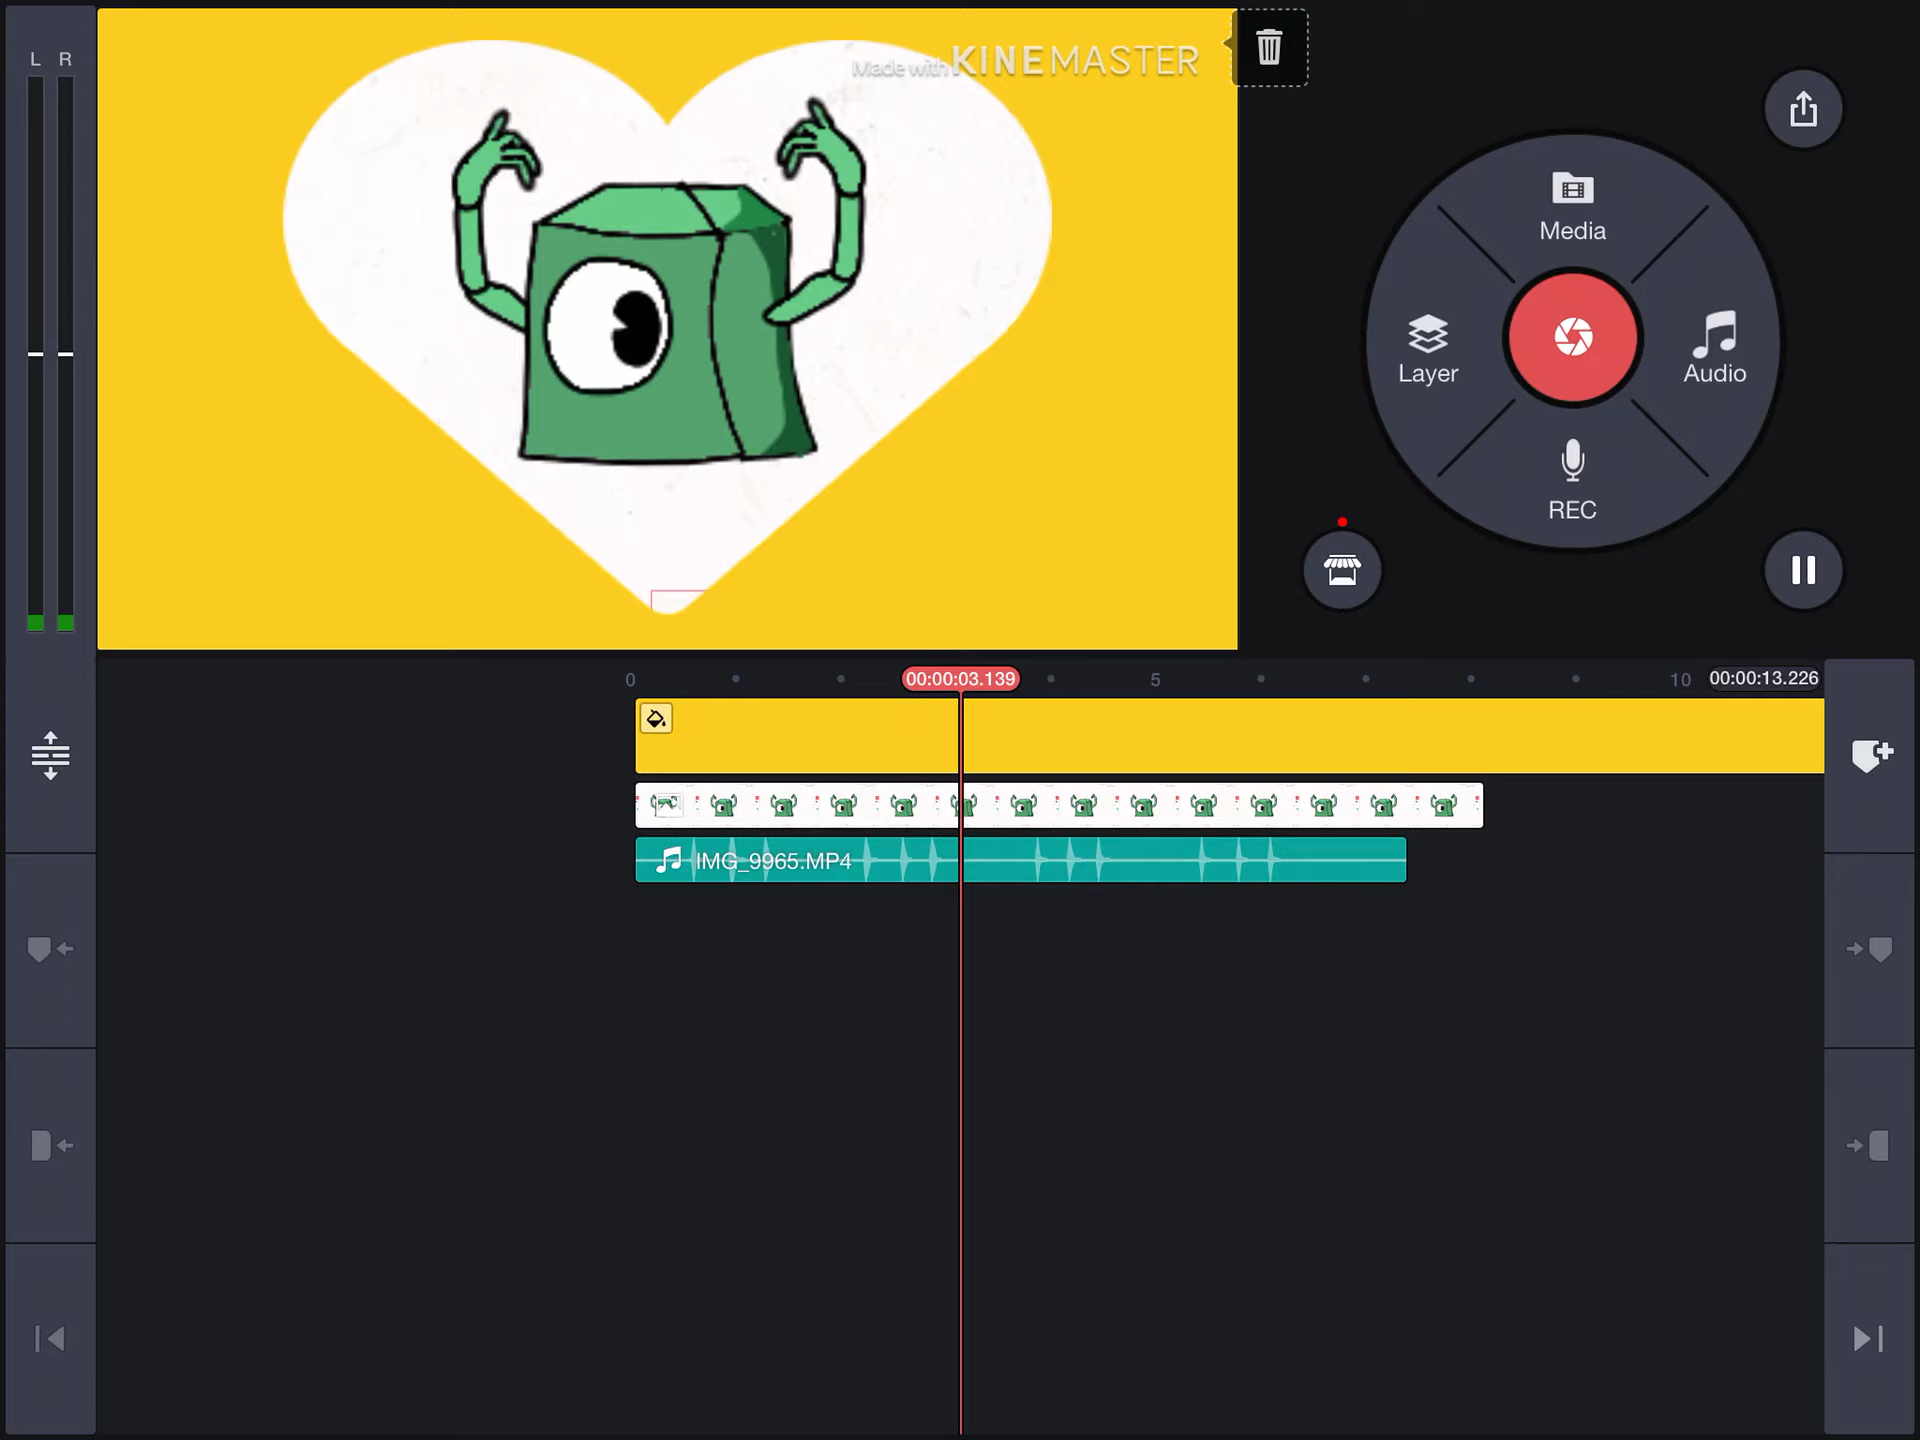 L R
Made with KINEMASTER
Media
Layer
Audio
REC
0
00:00:03.139
5
10
00:00:13.226
IMG_9965.MP4